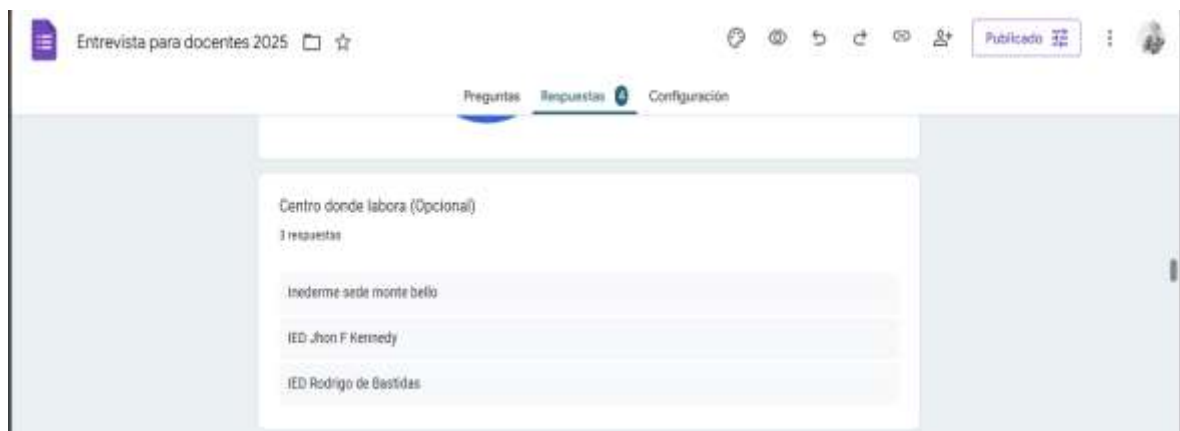 Entrevista para docentes 2025
Publicado
Preguntas Respuestas 4 Configuración
Centro donde labora (Opcional)
3 respuestas
Inederme sede monte bello
IED Jhon F Kennedy
IED Rodrigo de Bastidas